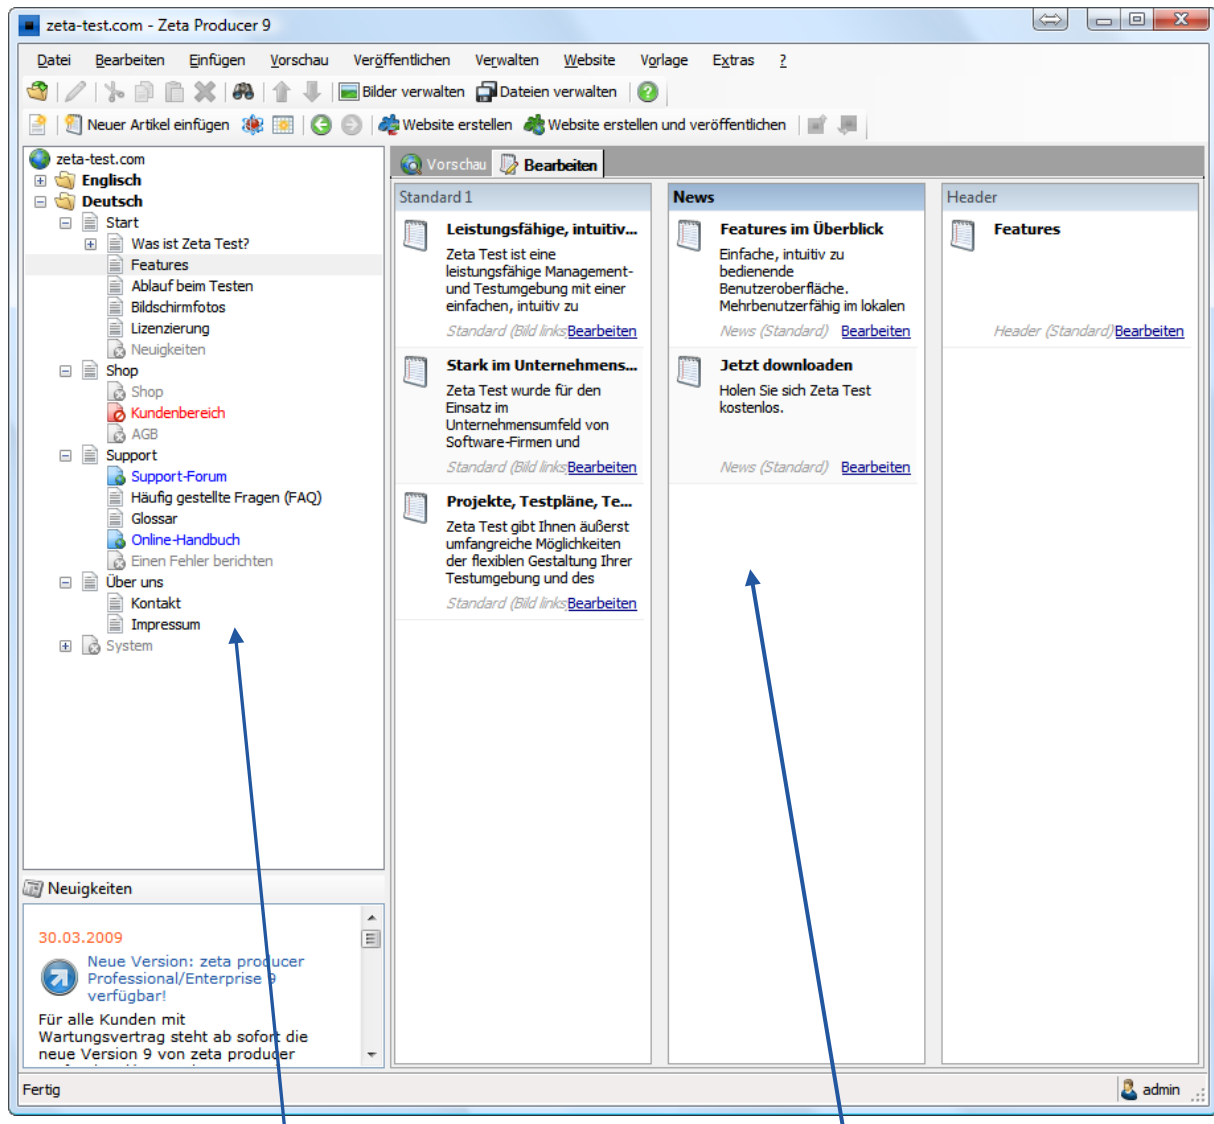 zeta-test.com - Zeta Producer 9
Datei Bearbeiten Einfügen Vorschau Veröffentlichen Verwalten Website Vorlage Extras ?
Bilder verwalten Dateien verwalten
Neuer Artikel einfügen Website erstellen Website erstellen und veröffentlichen
zeta-test.com
Englisch
Deutsch
Start
Was ist Zeta Test?
Features
Ablauf beim Testen
Bildschirmfotos
Lizenzierung
Neuigkeiten
Shop
Shop
Kundenbereich
AGB
Support
Support-Forum
Häufig gestellte Fragen (FAQ)
Glossar
Online-Handbuch
Einen Fehler berichten
Über uns
Kontakt
Impressum
System
Neuigkeiten
30.03.2009
Neue Version: zeta producer
Professional/Enterprise 9
verfügbar!
Für alle Kunden mit
Wartungsvertrag steht ab sofort die
neue Version 9 von zeta producer
Vorschau Bearbeiten
Standard 1
Leistungsfähige, intuitiv...
Zeta Test ist eine
leistungsfähige Management-
und Testumgebung mit einer
einfachen, intuitiv zu
Standard (Bild links Bearbeiten
Stark im Unternehmens...
Zeta Test wurde für den
Einsatz im
Unternehmensumfeld von
Software-Firmen und
Standard (Bild links Bearbeiten
Projekte, Testpläne, Te...
Zeta Test gibt Ihnen äußerst
umfangreiche Möglichkeiten
der flexiblen Gestaltung Ihrer
Testumgebung und des
Standard (Bild links Bearbeiten
News
Features im Überblick
Einfache, intuitiv zu
bedienende
Benutzeroberfläche.
Mehrbenutzerfähig im lokalen
News (Standard) Bearbeiten
Jetzt downloaden
Holen Sie sich Zeta Test
kostenlos.
News (Standard) Bearbeiten
Header
Features
Header (Standard) Bearbeiten
Fertig
admin